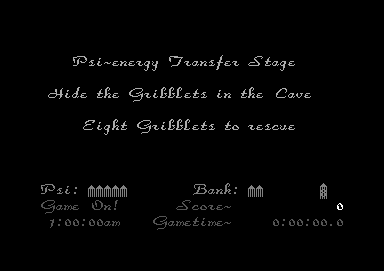 Psi~energy Transfer Stage
Hide the Gribblets in the Cave
Eight Gribblets to rescue
Psi: Bank:
Game On! Score~ 0
1:00:00am Gametime~ 0:00:00.0